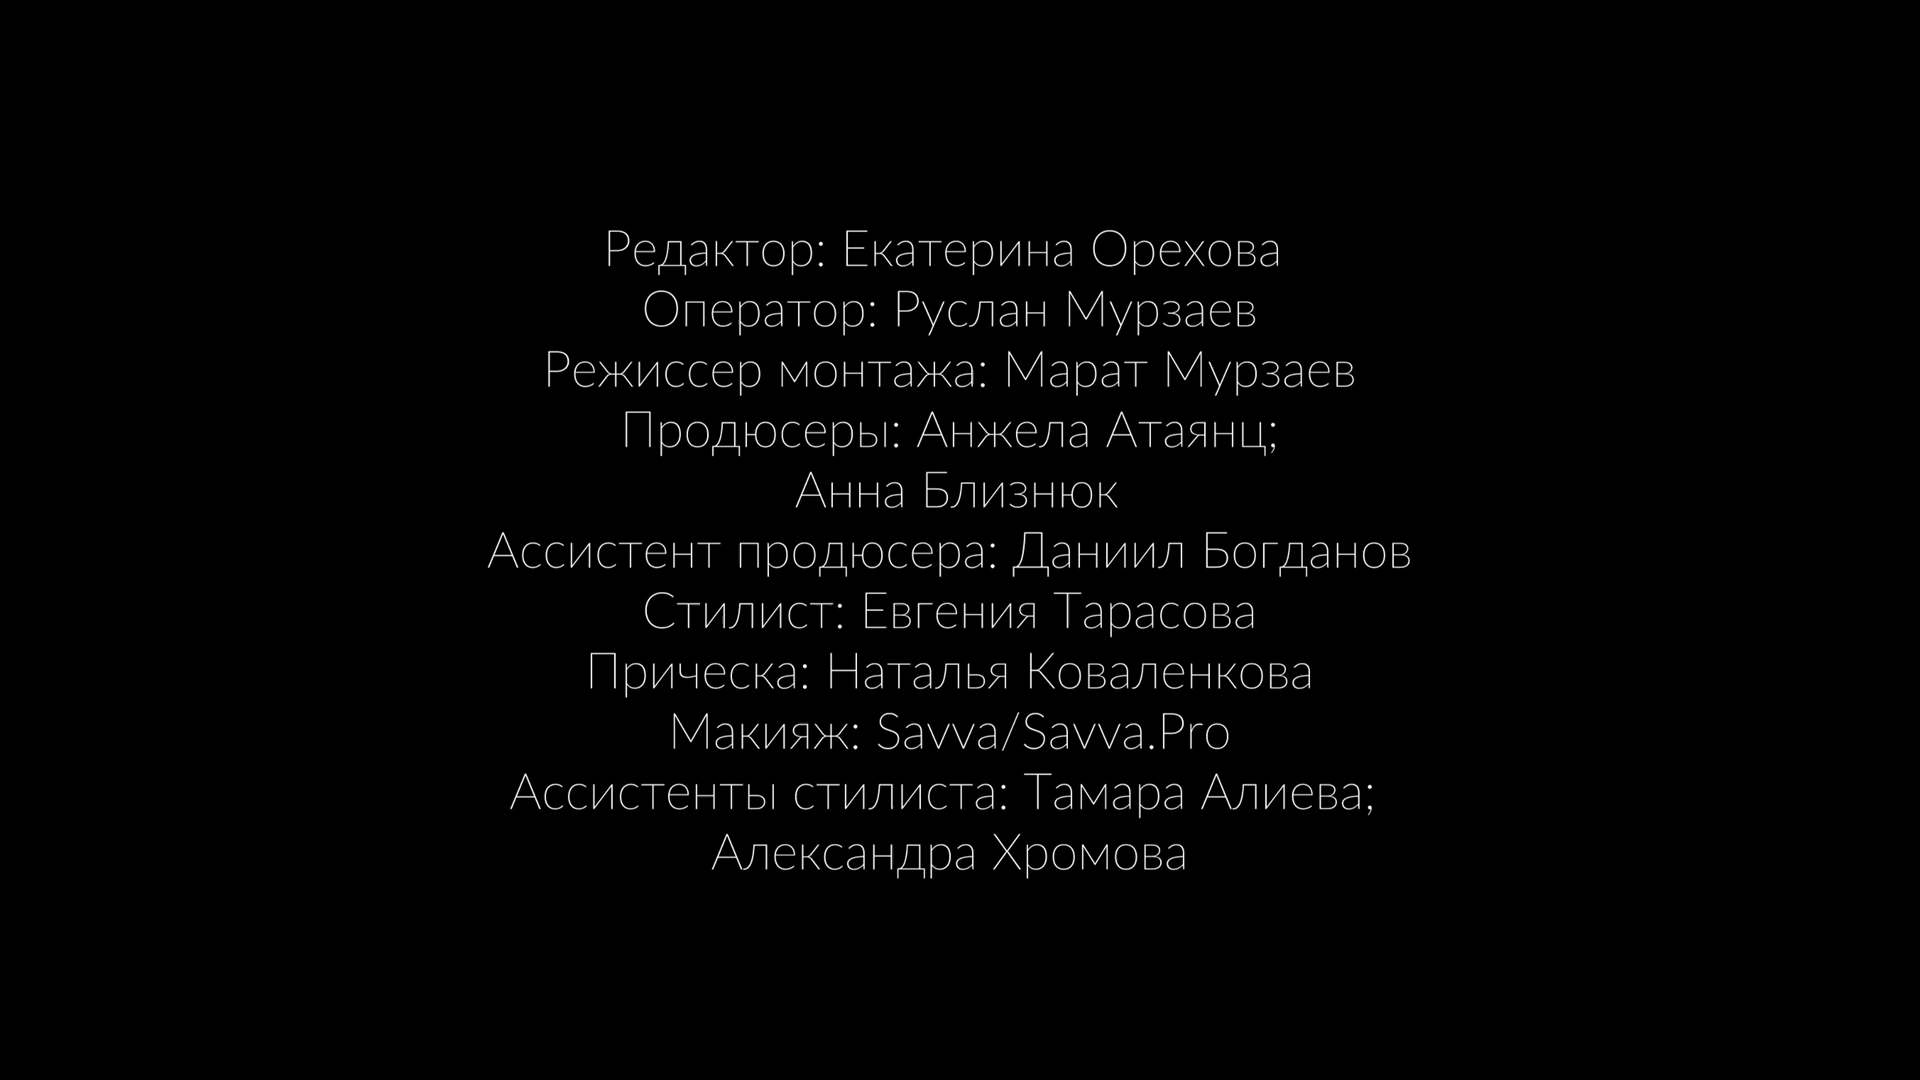 Редактор: Екатерина Орехова
Оператор: Руслан Мурзаев
Режиссер монтажа: Марат Мурзаев
Продюсеры: Анжела Атаянц;
Анна Близнюк
Ассистент продюсера: Даниил Богданов
Стилист: Евгения Тарасова
Прическа: Наталья Коваленкова
Макияж: Savva/Savva.Pro
Ассистенты стилиста: Тамара Алиева;
Александра Хромова